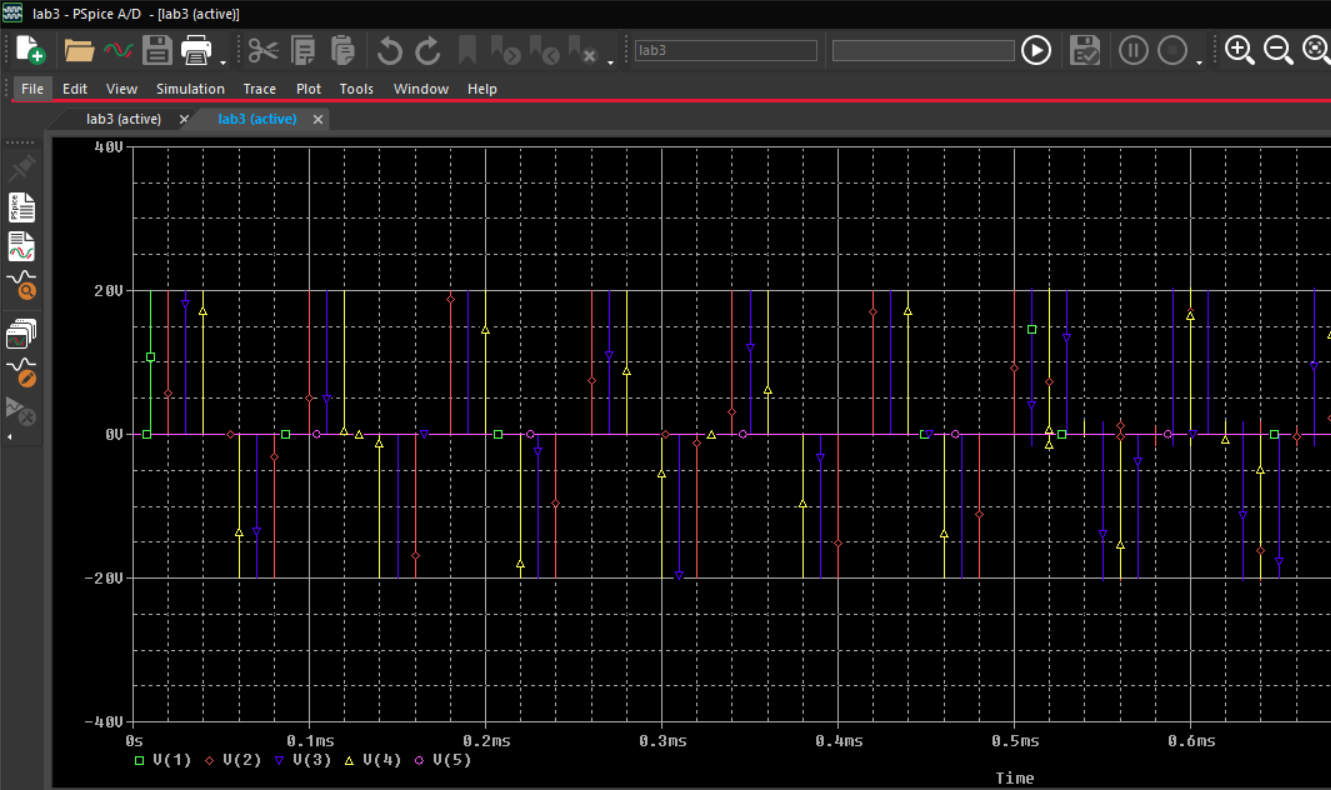 lab3 - PSpice A/D - [lab3 (active)]
lab3
File Edit View Simulation Trace Plot Tools Window Help
lab3 (active) lab3 (active)
PSpice
40V
20V
0V
-20V
-40V
0s 0.1ms 0.2ms 0.3ms 0.4ms 0.5ms 0.6ms
V(1) V(2) V(3) V(4) V(5)
Time